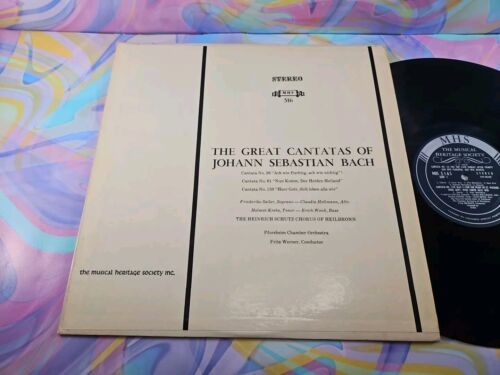 STEREO
MHS
516
THE GREAT CANTATAS OF
JOHANN SEBASTIAN BACH
Cantata No. 26 "Ach wie fluchtig, ach wie nichtig"
Cantata No. 61 "Nun Komm, Der Heiden Heiland"
Cantata No. 130 "Herr Gott, dich loben alle wir"
Friederike Sailer, Soprano — Claudia Hellmann, Alto
Helmut Krebs, Tenor — Erich Wenk, Bass
THE HEINRICH SCHUTZ CHORUS OF HEILBRONN
Pforzheim Chamber Orchestra
Fritz Werner, Conductor
the musical heritage society inc.
MHS
THE MUSICAL
HERITAGE SOCIETY
STEREO